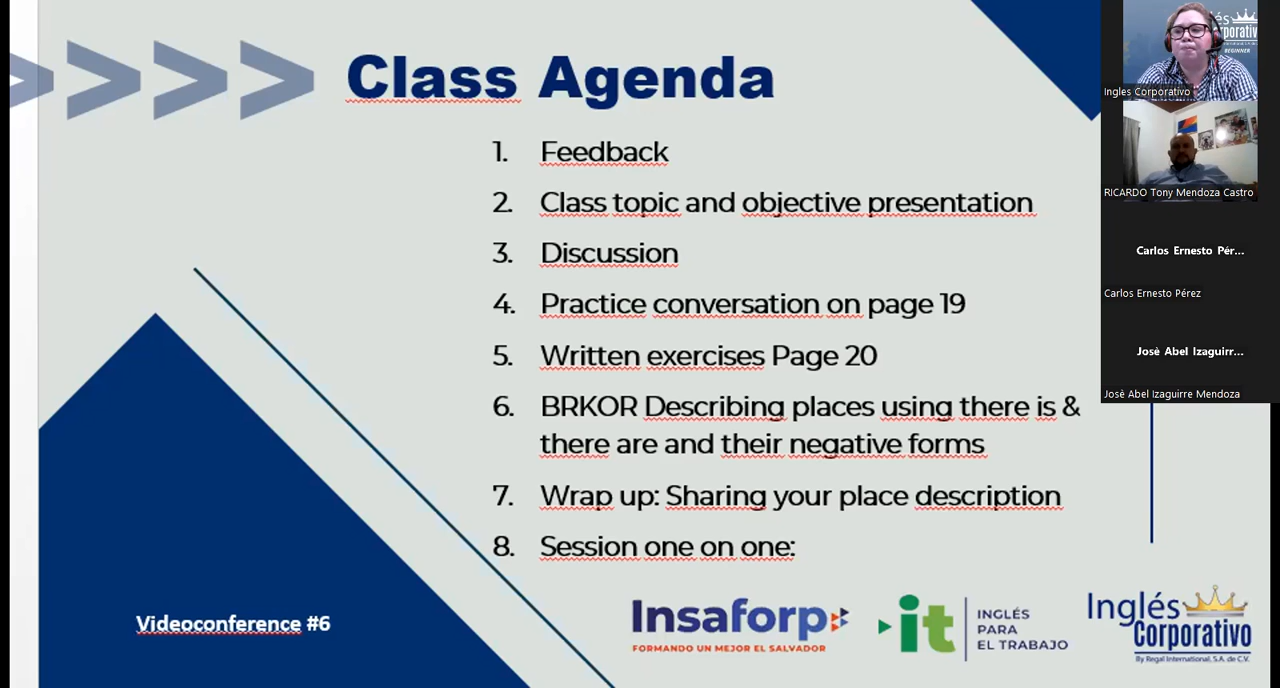 Class Agenda
1. Feedback
2. Class topic and objective presentation
3. Discussion
4. Practice conversation on page 19
5. Written exercises Page 20
6. BRKOR Describing places using there is &
there are and their negative forms
7. Wrap up: Sharing your place description
8. Session one on one:
Videoconference #6
Insaforp
FORMANDO UN MEJOR EL SALVADOR
it
INGLÉS
PARA
EL TRABAJO
Inglés
Corporativo
By Regal International, S.A. de C.V.
BEGINNER
Ingles Corporativo
RICARDO Tony Mendoza Castro
Carlos Ernesto Pér...
Carlos Ernesto Pérez
Josè Abel Izaguirr...
Josè Abel Izaguirre Mendoza